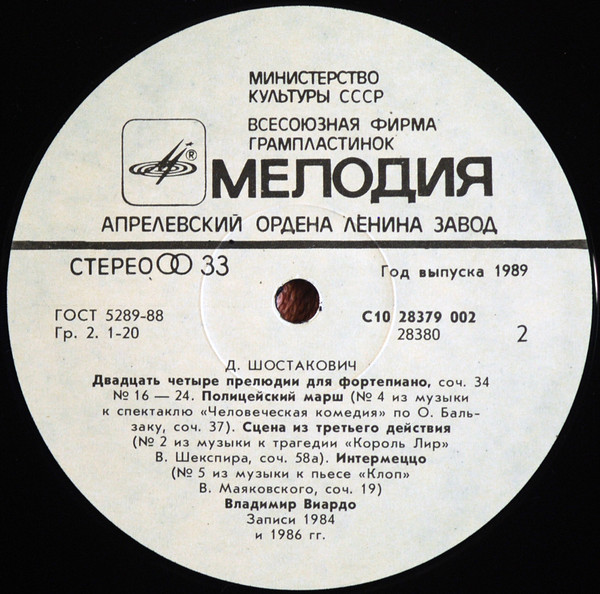 МИНИСТЕРСТВО
КУЛЬТУРЫ СССР
ВСЕСОЮЗНАЯ ФИРМА
ГРАМПЛАСТИНОК
® МЕЛОДИЯ
АПРЕЛЕВСКИЙ ОРДЕНА ЛЕНИНА ЗАВОД
СТЕРЕО 33
Год выпуска 1989
ГОСТ 5289-88
Гр. 2. 1-20
С10 28379 002
28380
2
Д. ШОСТАКОВИЧ
Двадцать четыре прелюдии для фортепиано, соч. 34
№ 16 — 24. Полицейский марш (№ 4 из музыки
к спектаклю «Человеческая комедия» по О. Баль-
заку, соч. 37). Сцена из третьего действия
(№ 2 из музыки к трагедии «Король Лир»
В. Шекспира, соч. 58а). Интермеццо
(№ 5 из музыки к пьесе «Клоп»
В. Маяковского, соч. 19)
Владимир Виардо
Записи 1984
и 1986 гг.